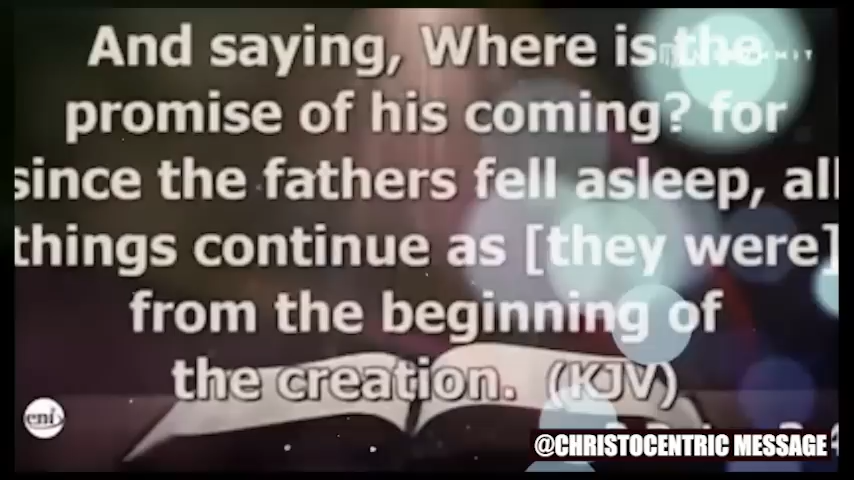 And saying, Where is the
promise of his coming? for
since the fathers fell asleep, all
things continue as [they were]
from the beginning of
the creation. (KJV)
eni
@CHRISTOCENTRIC MESSAGE